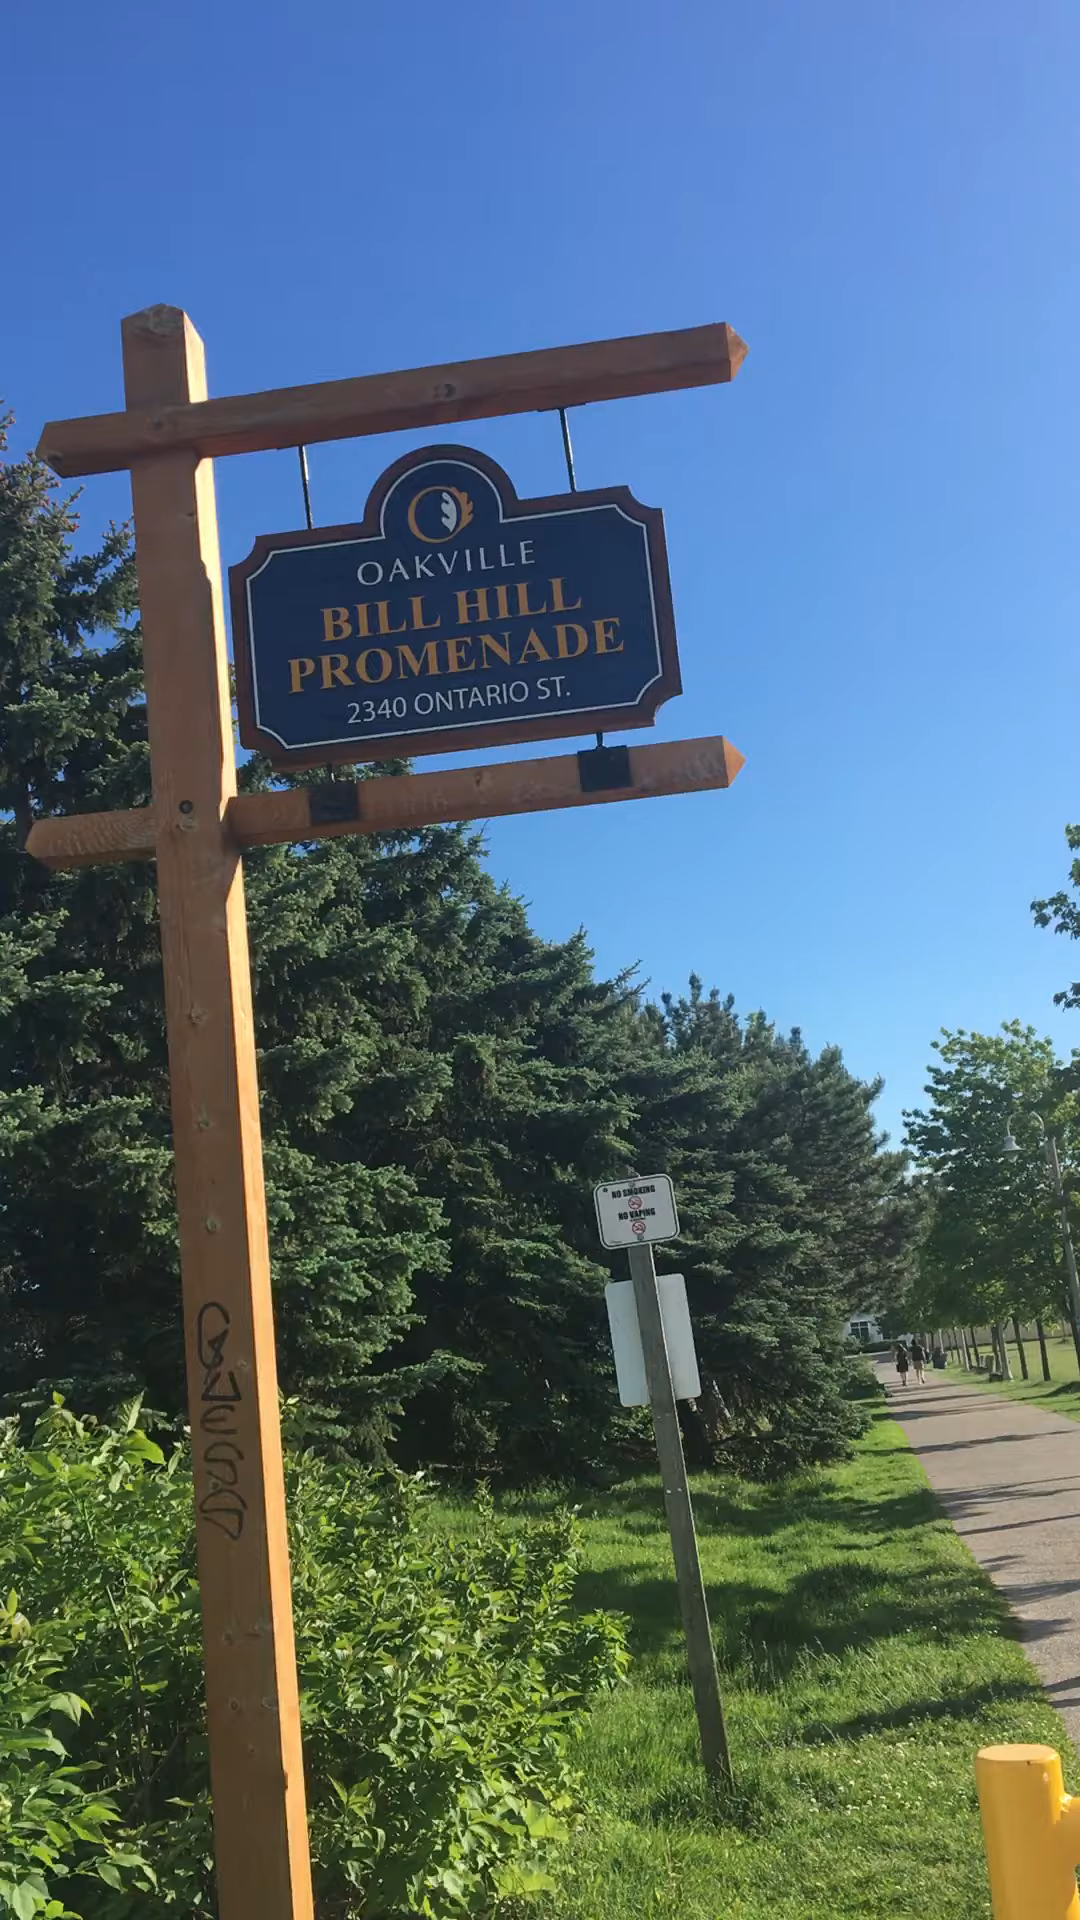 OAKVILLE
BILL HILL
PROMENADE
2340 ONTARIO ST.
NO SMOKING
NO VAPING